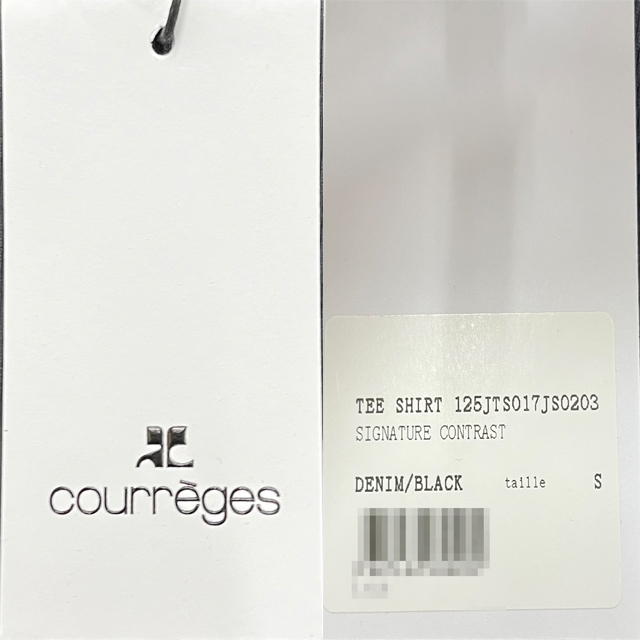 courrèges
TEE SHIRT 125JTS017JS0203
SIGNATURE CONTRAST
DENIM/BLACK taille S